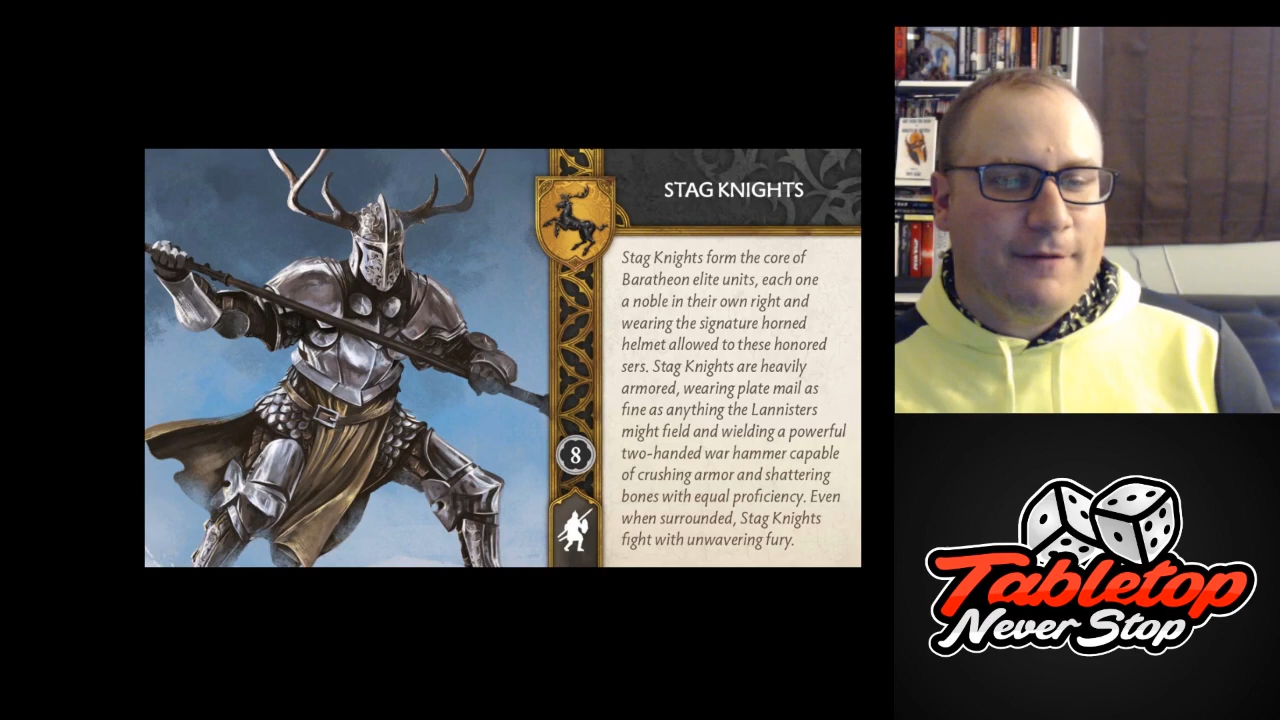 STAG KNIGHTS
Stag Knights form the core of
Baratheon elite units, each one
a noble in their own right and
wearing the signature horned
helmet allowed to these honored
sers. Stag Knights are heavily
armored, wearing plate mail as
fine as anything the Lannisters
might field and wielding a powerful
two-handed war hammer capable
of crushing armor and shattering
bones with equal proficiency. Even
when surrounded, Stag Knights
fight with unwavering fury.
8
Tabletop
Never Stop